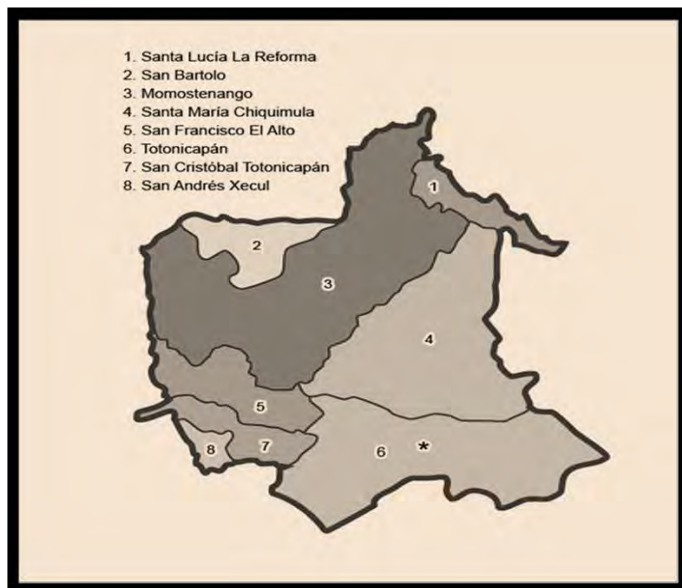 1. Santa Lucía La Reforma
2. San Bartolo
3. Momostenango
4. Santa María Chiquimula
5. San Francisco El Alto
6. Totonicapán
7. San Cristóbal Totonicapán
8. San Andrés Xecul
1
2
3
4
5
6 *
7
8